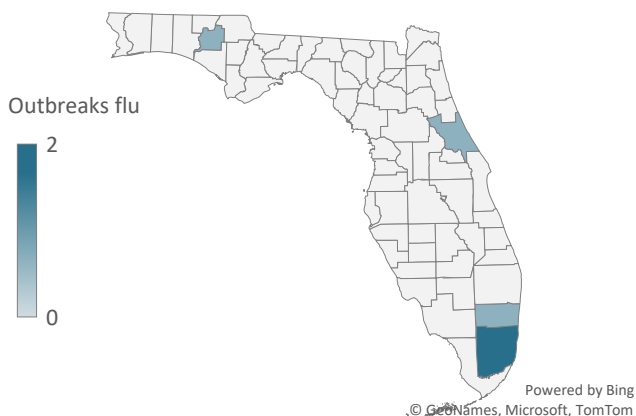 Outbreaks flu
2
0
Powered by Bing
© GeoNames, Microsoft, TomTom